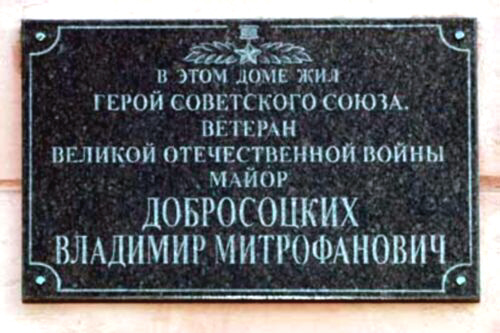 В ЭТОМ ДОМЕ ЖИЛ
ГЕРОЙ СОВЕТСКОГО СОЮЗА,
ВЕТЕРАН
ВЕЛИКОЙ ОТЕЧЕСТВЕННОЙ ВОЙНЫ
МАЙОР
ДОБРОСОЦКИХ
ВЛАДИМИР МИТРОФАНОВИЧ